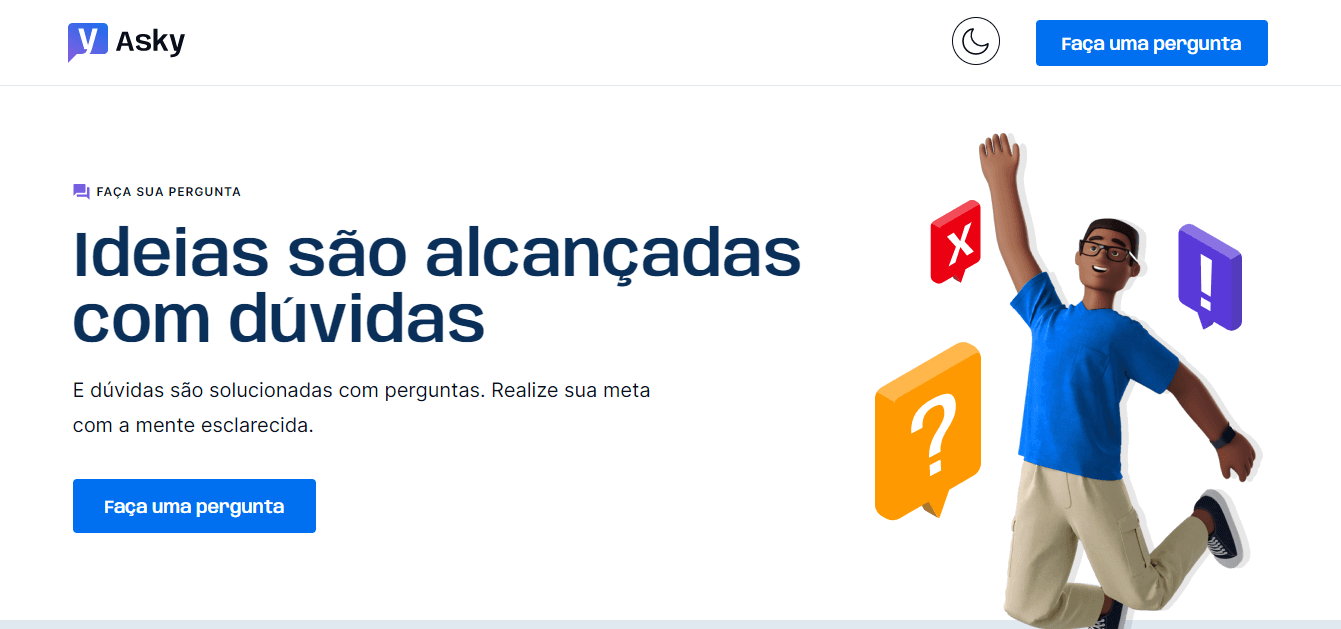 Asky
Faça uma pergunta
FAÇA SUA PERGUNTA
Ideias são alcançadas
com dúvidas
E dúvidas são solucionadas com perguntas. Realize sua meta
com a mente esclarecida.
Faça uma pergunta
X
!
?